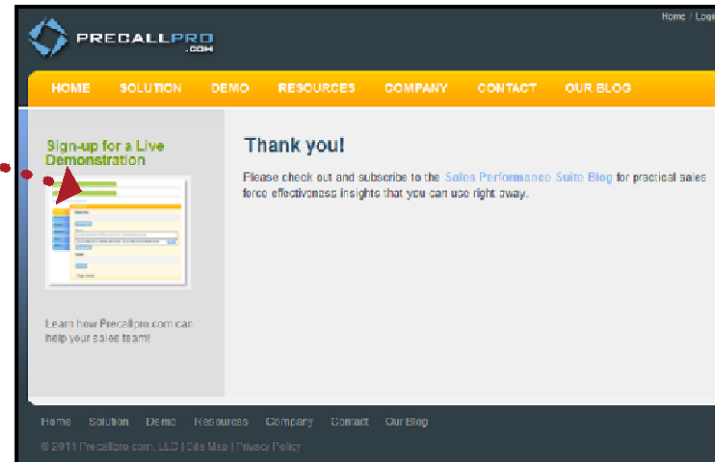 Home / Login
PRECALLPRO
.COM
HOME SOLUTION DEMO RESOURCES COMPANY CONTACT OUR BLOG
Sign-up for a Live
Demonstration
Learn how Precallpro.com can
help your sales team!
Thank you!
Please check out and subscribe to the Sales Performance Suite Blog for practical sales
force effectiveness insights that you can use right away.
Home Solution Demo Resources Company Contact Our Blog
© 2011 Precallpro.com, LLC | Site Map | Privacy Policy